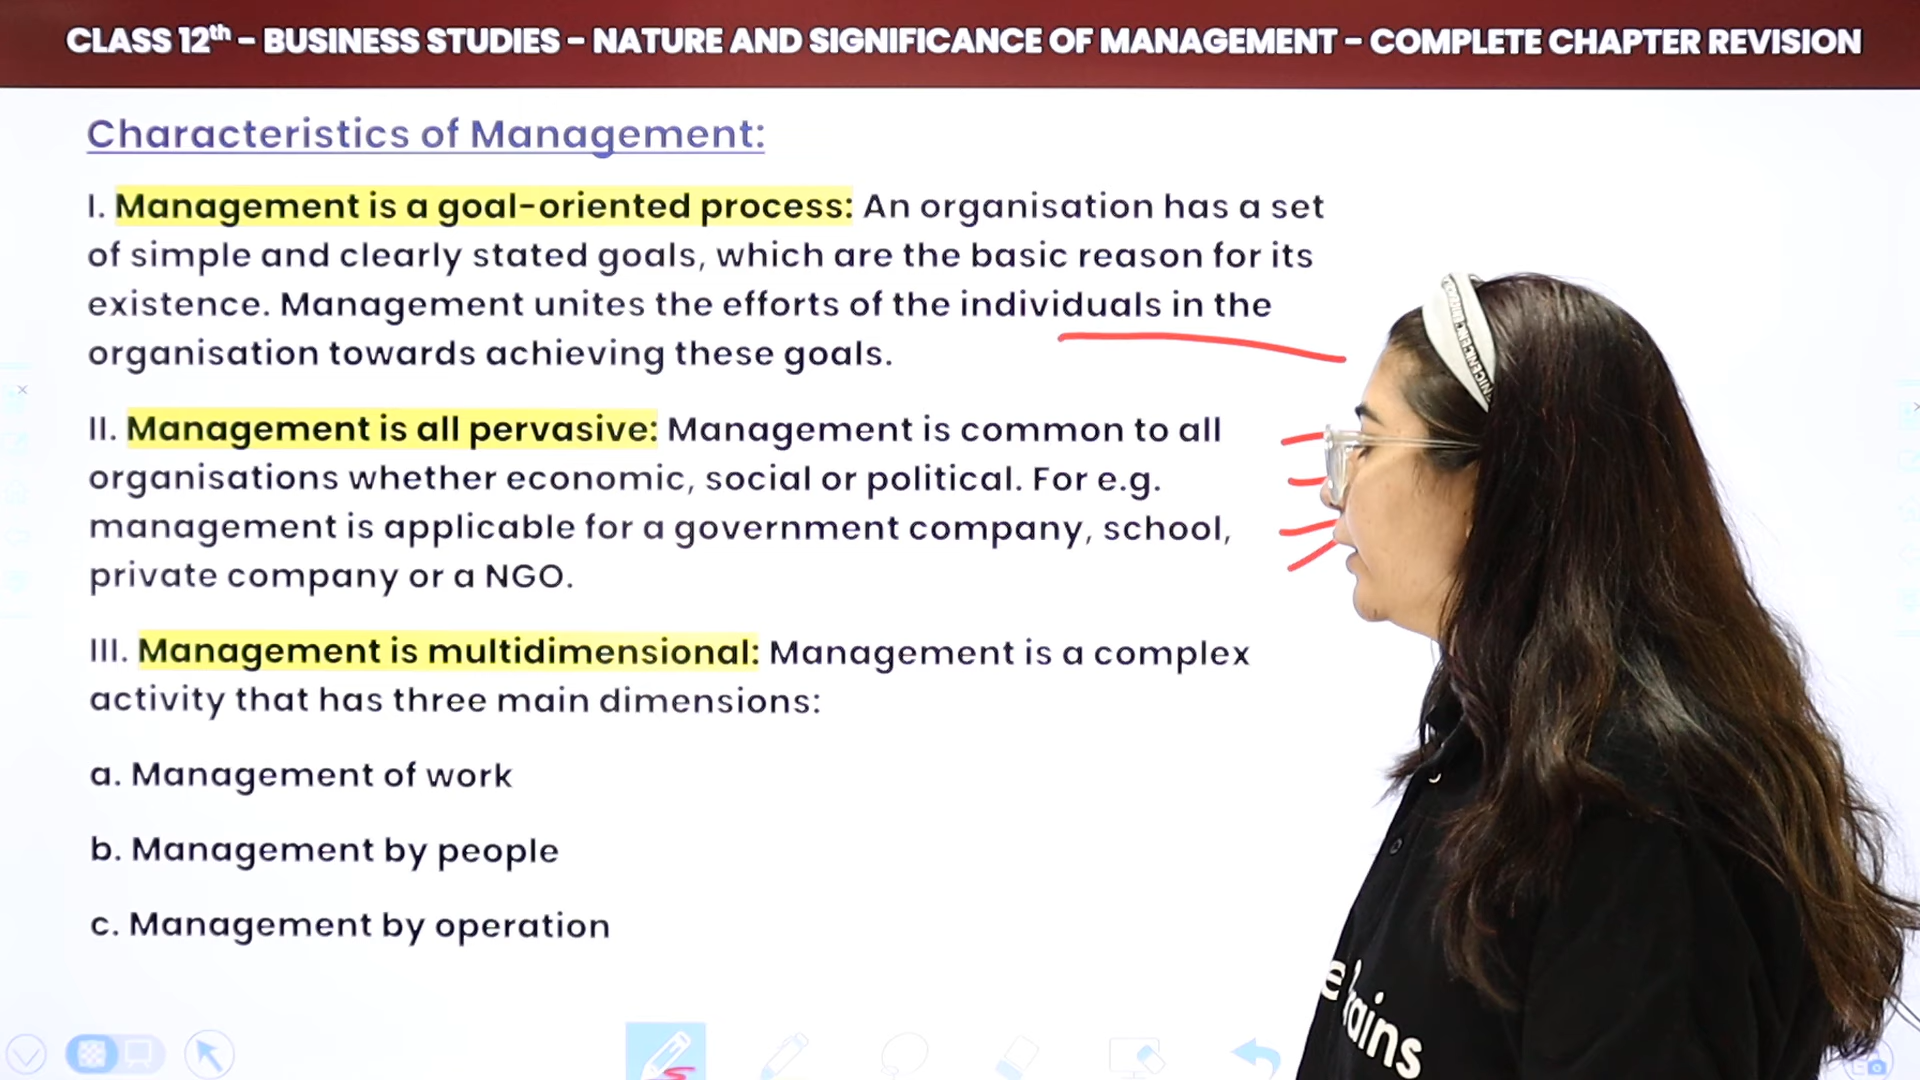 CLASS 12th - BUSINESS STUDIES - NATURE AND SIGNIFICANCE OF MANAGEMENT - COMPLETE CHAPTER REVISION
Characteristics of Management:
I. Management is a goal-oriented process: An organisation has a set
of simple and clearly stated goals, which are the basic reason for its
existence. Management unites the efforts of the individuals in the
organisation towards achieving these goals.
II. Management is all pervasive: Management is common to all
organisations whether economic, social or political. For e.g.
management is applicable for a government company, school,
private company or a NGO.
III. Management is multidimensional: Management is a complex
activity that has three main dimensions:
a. Management of work
b. Management by people
c. Management by operation